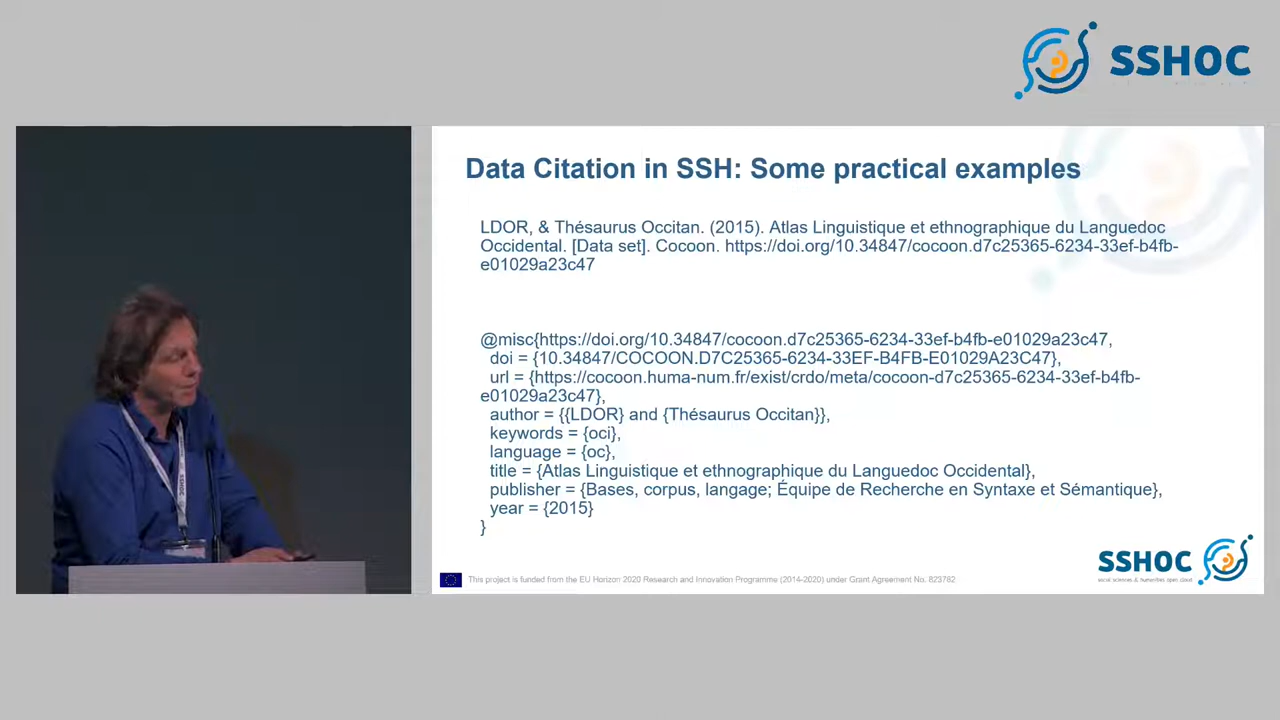 SSHOC
Data Citation in SSH: Some practical examples
LDOR, & Thésaurus Occitan. (2015). Atlas Linguistique et ethnographique du Languedoc
Occidental. [Data set]. Cocoon. https://doi.org/10.34847/cocoon.d7c25365-6234-33ef-b4fb-
e01029a23c47
@misc{https://doi.org/10.34847/cocoon.d7c25365-6234-33ef-b4fb-e01029a23c47,
doi = {10.34847/COCOON.D7C25365-6234-33EF-B4FB-E01029A23C47},
url = {https://cocoon.huma-num.fr/exist/crdo/meta/cocoon-d7c25365-6234-33ef-b4fb-
e01029a23c47},
author = {{LDOR} and {Thésaurus Occitan}},
keywords = {oci},
language = {oc},
title = {Atlas Linguistique et ethnographique du Languedoc Occidental},
publisher = {Bases, corpus, langage; Équipe de Recherche en Syntaxe et Sémantique},
year = {2015}
}
SSHOC
social sciences & humanities open cloud
This project is funded from the EU Horizon 2020 Research and Innovation Programme (2014-2020) under Grant Agreement No. 823782
SSHOC